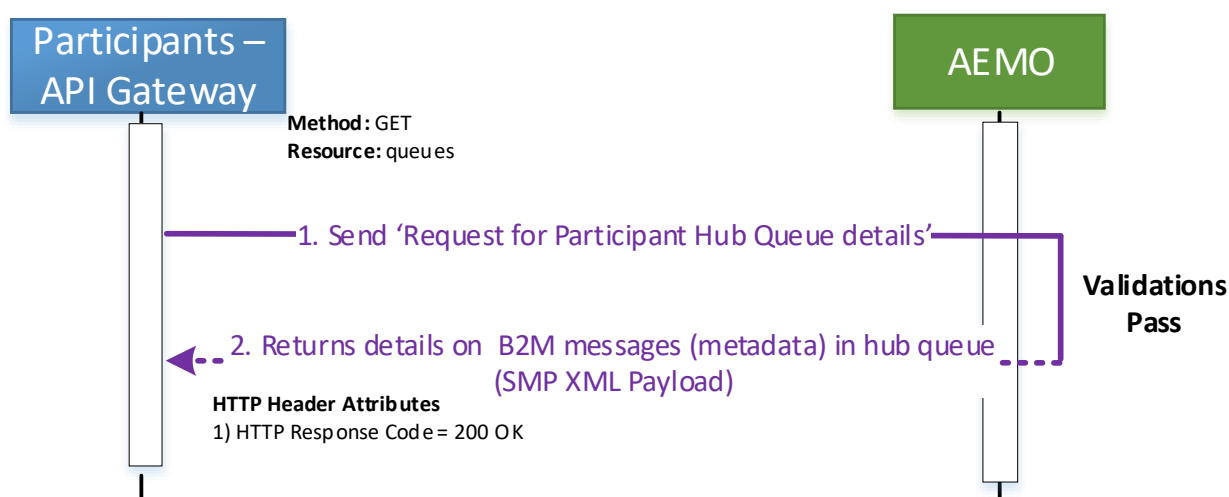 Participants –
API Gateway
AEMO
Method: GET
Resource: queues
1. Send ‘Request for Participant Hub Queue details’
Validations
Pass
2. Returns details on B2M messages (metadata) in hub queue
(SMP XML Payload)
HTTP Header Attributes
1) HTTP Response Code = 200 OK